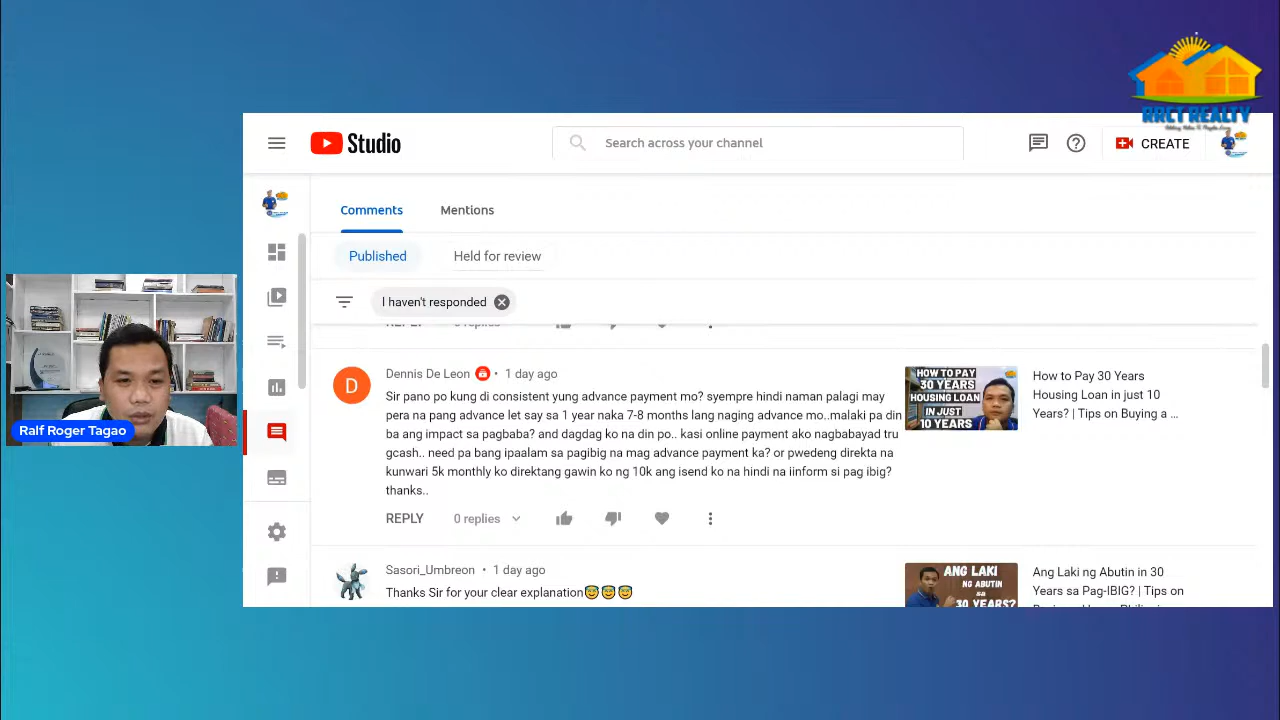 RRCT REALTY
Studio
Search across your channel
CREATE
Comments
Mentions
Published
Held for review
I haven't responded
Dennis De Leon • 1 day ago
Sir pano po kung di consistent yung advance payment mo? syempre hindi naman palagi may
pera na pang advance let say sa 1 year naka 7-8 months lang naging advance mo..malaki pa din
ba ang impact sa pagbaba? and dagdag ko na din po.. kasi online payment ako nagbabayad tru
gcash.. need pa bang ipaalam sa pagibig na mag advance payment ka? or pwedeng direkta na
kunwari 5k monthly ko direktang gawin ko ng 10k ang isend ko na hindi na iinform si pag ibig?
thanks..
REPLY
0 replies
HOW TO PAY
30 YEARS
HOUSING LOAN
IN JUST
10 YEARS
How to Pay 30 Years
Housing Loan in just 10
Years? | Tips on Buying a ...
Ralf Roger Tagao
D
Sasori_Umbreon • 1 day ago
Thanks Sir for your clear explanation😇😇😇
ANG LAKI
NG ABUTIN
sa
30 YEARS?
Ang Laki ng Abutin in 30
Years sa Pag-IBIG? | Tips on